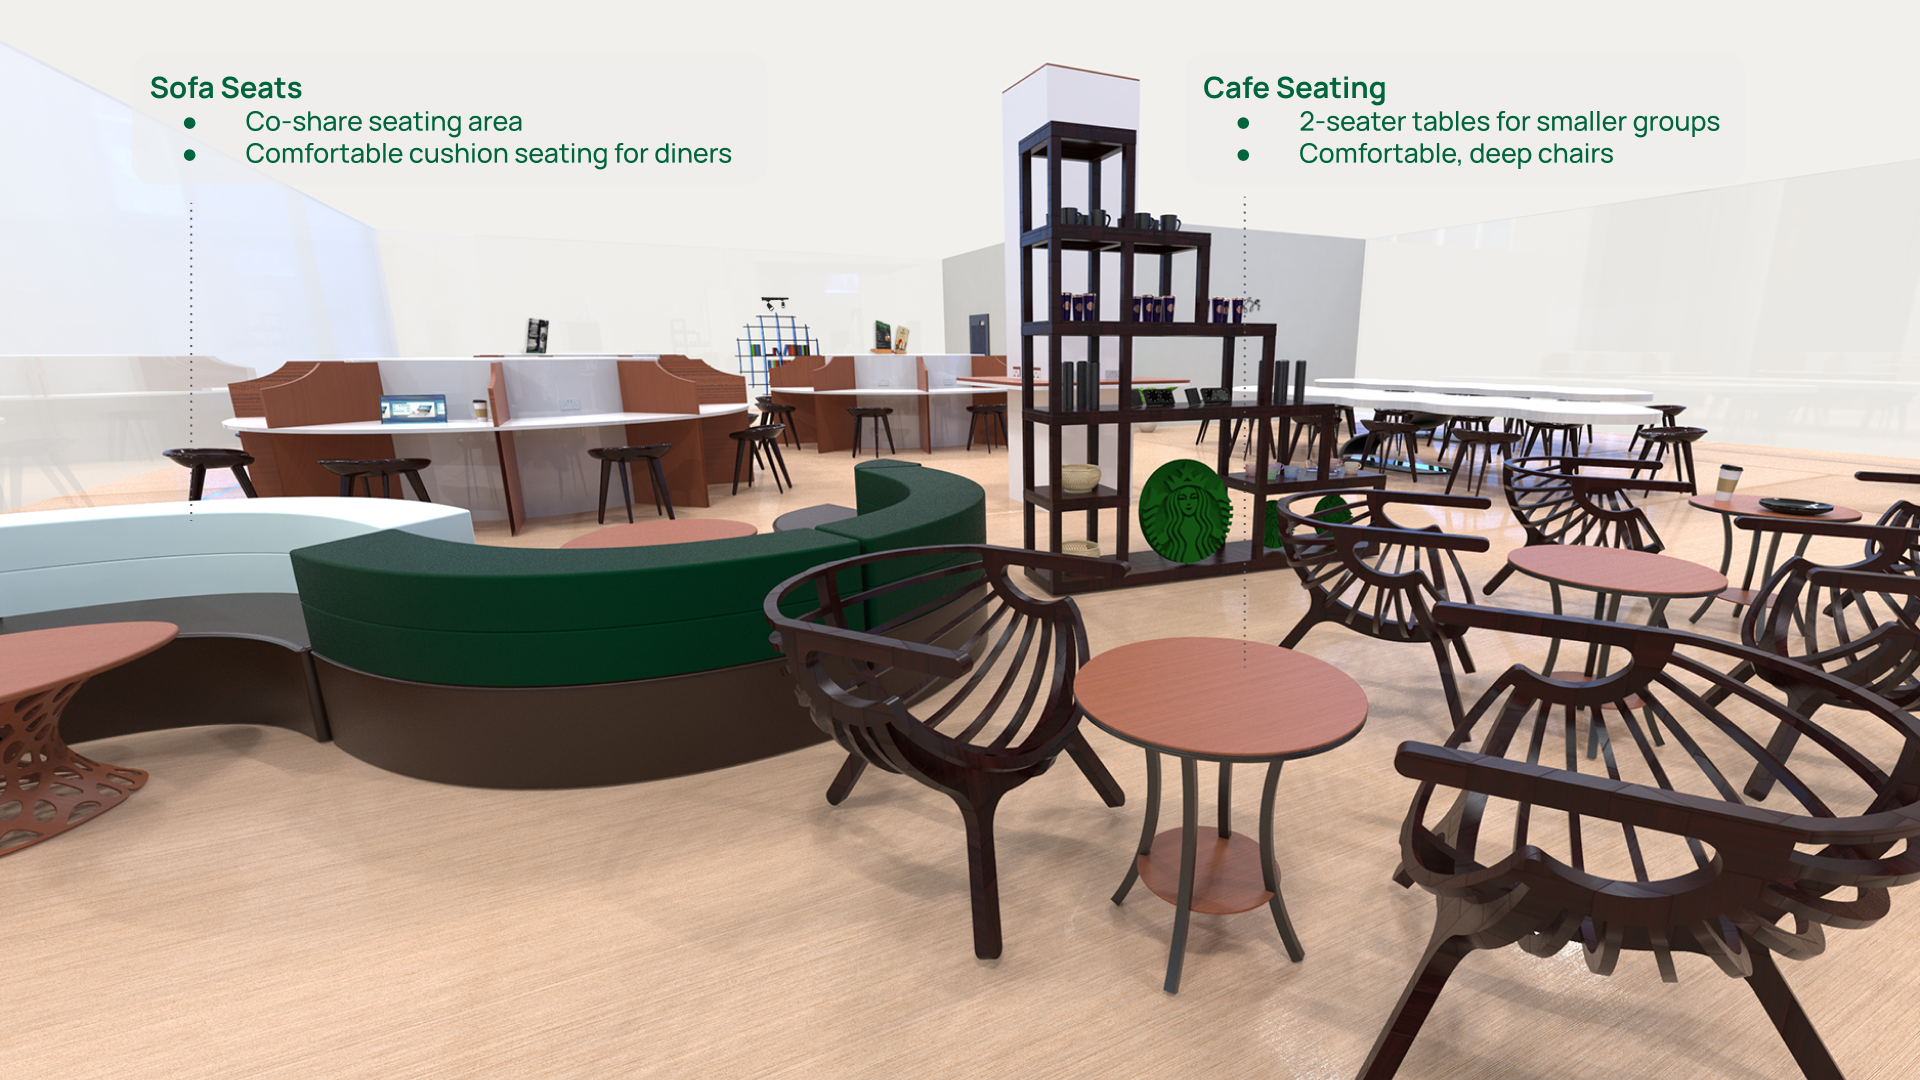 Sofa Seats
● Co-share seating area
● Comfortable cushion seating for diners
Cafe Seating
● 2-seater tables for smaller groups
● Comfortable, deep chairs